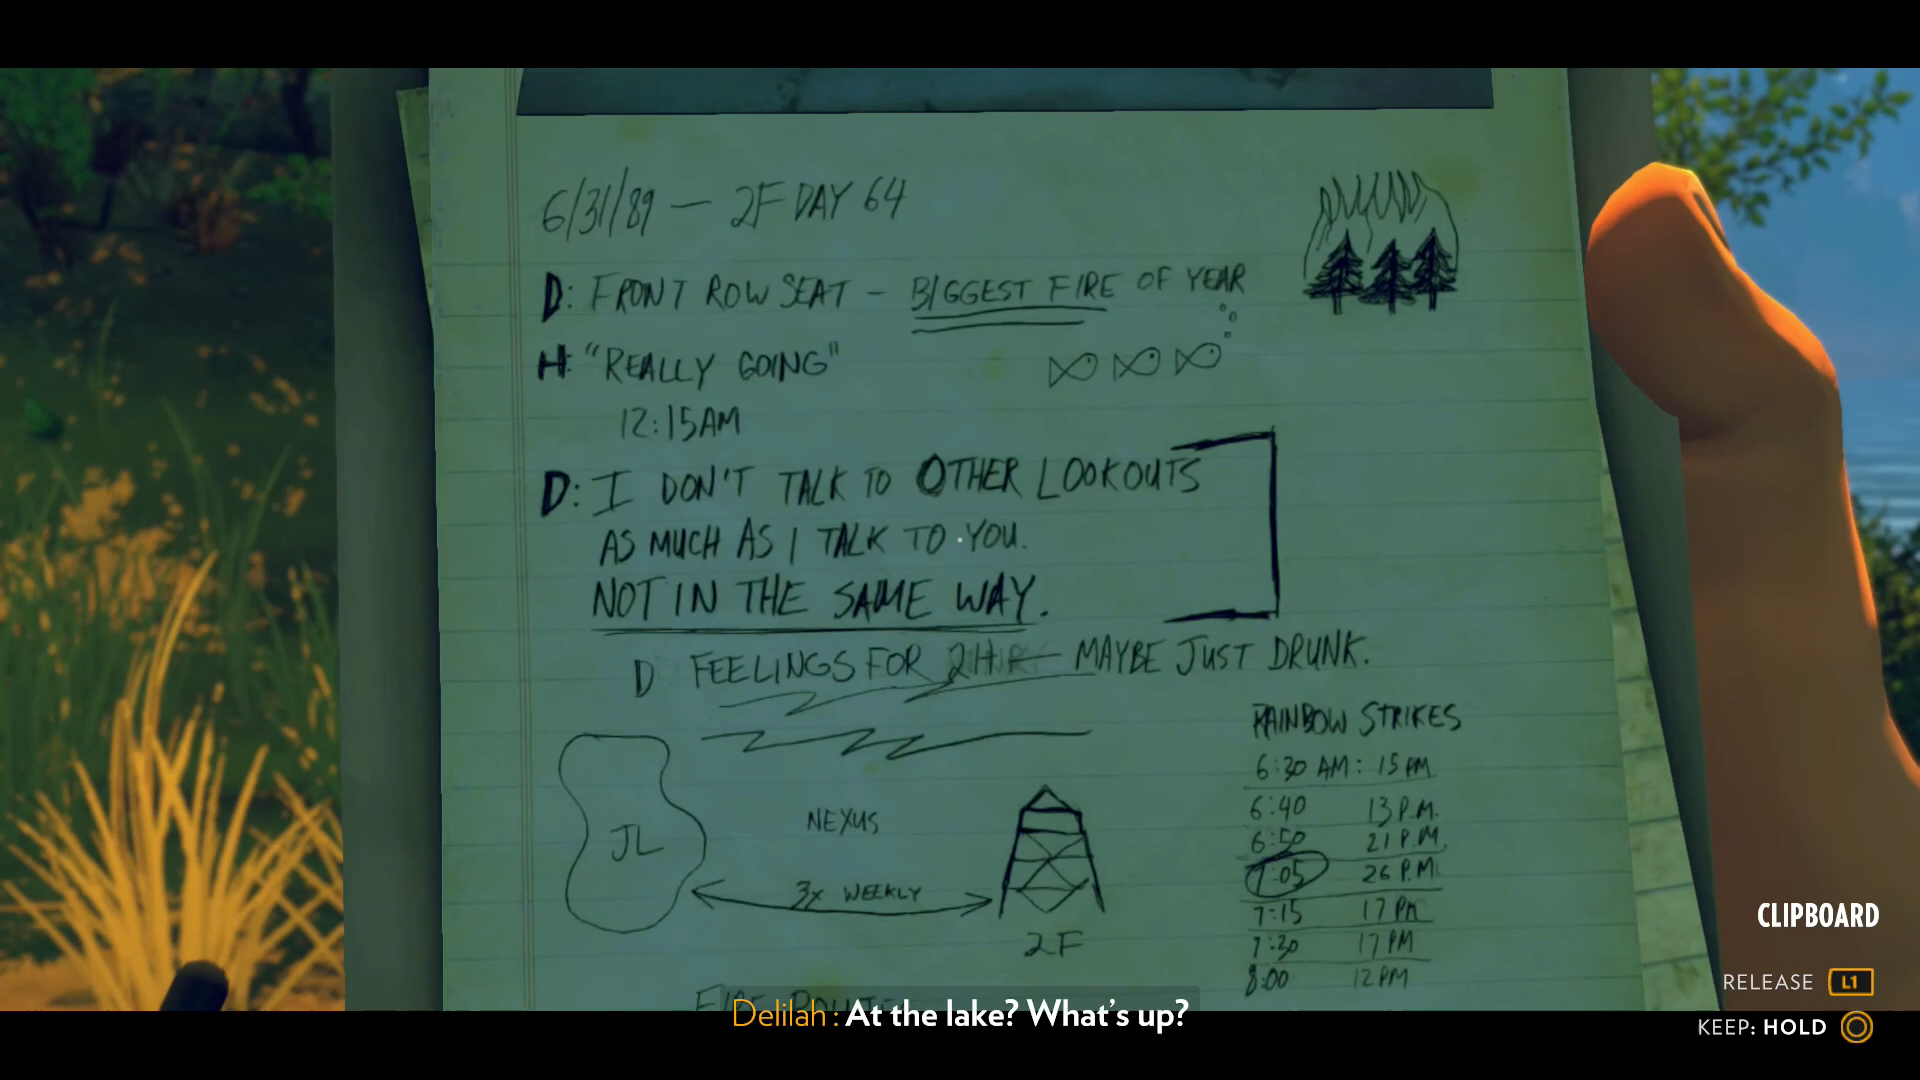 6/31/89 — 2F DAY 64
D: FRONT ROW SEAT — BIGGEST FIRE OF YEAR
H: "REALLY GOING"
12:15AM
D: I DON'T TALK TO OTHER LOOKOUTS
AS MUCH AS I TALK TO YOU.
NOT IN THE SAME WAY.
D FEELINGS FOR — MAYBE JUST DRUNK.
RAINBOW STRIKES
6:30 AM: 15 PM
6:40 13 P.M.
6:50 21 P.M.
7:05 26 P.M
7:15 17 PM
7:30 17 PM
8:00 12 PM
JL
NEXUS
3x WEEKLY
2F
CLIPBOARD
RELEASE L1
KEEP: HOLD
Delilah : At the lake? What's up?